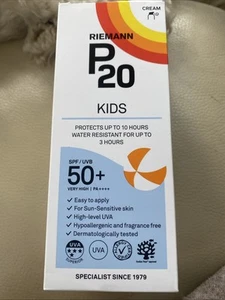 CREAM
RIEMANN
P
20
KIDS
PROTECTS UP TO 10 HOURS
WATER RESISTANT FOR UP TO
3 HOURS
SPF/UVB
50+
VERY HIGH | PA++++
Easy to apply
For Sun-Sensitive skin
High-level UVA
Hypoallergenic and fragrance free
Dermatologically tested
UVA
UVA
SPECIALIST SINCE 1979